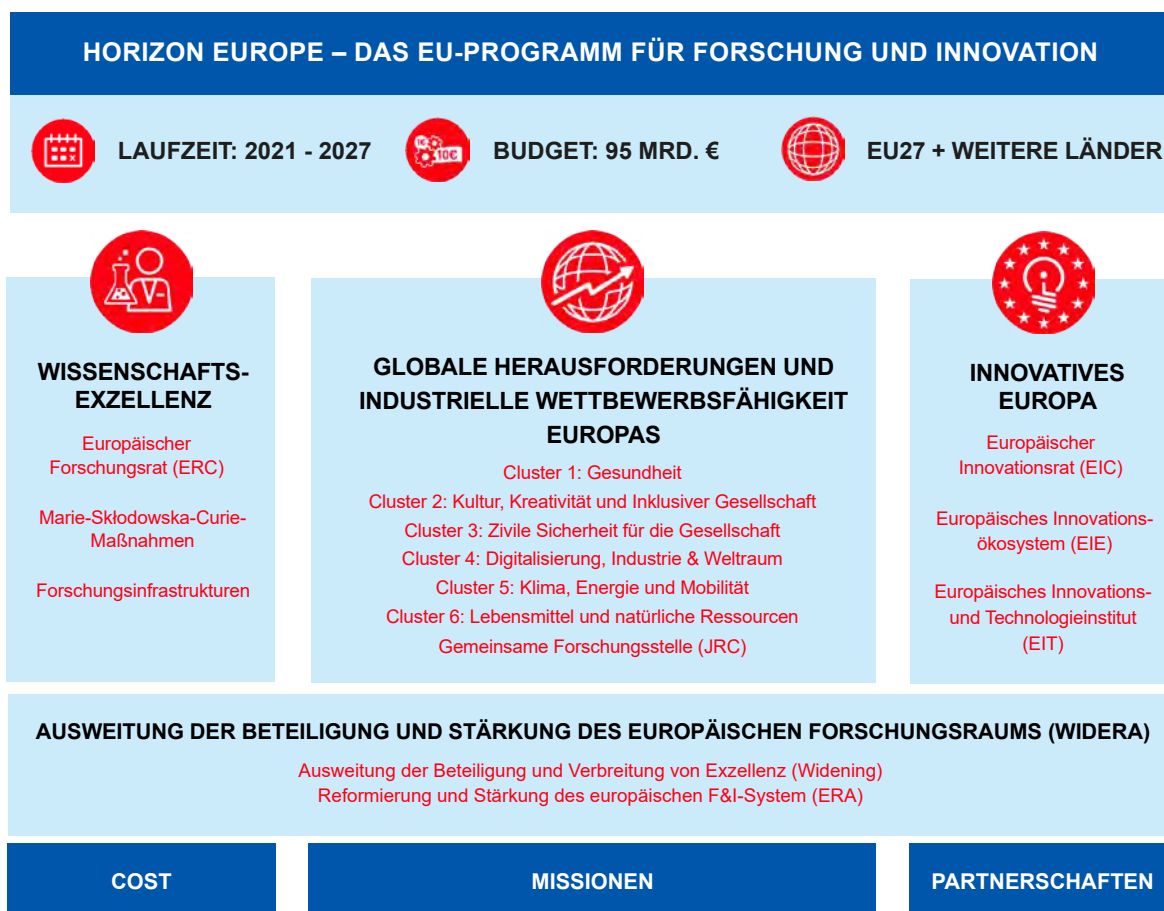 HORIZON EUROPE – DAS EU-PROGRAMM FÜR FORSCHUNG UND INNOVATION
LAUFZEIT: 2021 - 2027
10€
BUDGET: 95 MRD. €
EU27 + WEITERE LÄNDER
WISSENSCHAFTS-
EXZELLENZ
Europäischer
Forschungsrat (ERC)
Marie-Skłodowska-Curie-
Maßnahmen
Forschungsinfrastrukturen
GLOBALE HERAUSFORDERUNGEN UND
INDUSTRIELLE WETTBEWERBSFÄHIGKEIT
EUROPAS
Cluster 1: Gesundheit
Cluster 2: Kultur, Kreativität und Inklusiver Gesellschaft
Cluster 3: Zivile Sicherheit für die Gesellschaft
Cluster 4: Digitalisierung, Industrie & Weltraum
Cluster 5: Klima, Energie und Mobilität
Cluster 6: Lebensmittel und natürliche Ressourcen
Gemeinsame Forschungsstelle (JRC)
INNOVATIVES
EUROPA
Europäischer
Innovationsrat (EIC)
Europäisches Innovations-
ökosystem (EIE)
Europäisches Innovations-
und Technologieinstitut
(EIT)
AUSWEITUNG DER BETEILIGUNG UND STÄRKUNG DES EUROPÄISCHEN FORSCHUNGSRAUMS (WIDERA)
Ausweitung der Beteiligung und Verbreitung von Exzellenz (Widening)
Reformierung und Stärkung des europäischen F&I-System (ERA)
COST
MISSIONEN
PARTNERSCHAFTEN